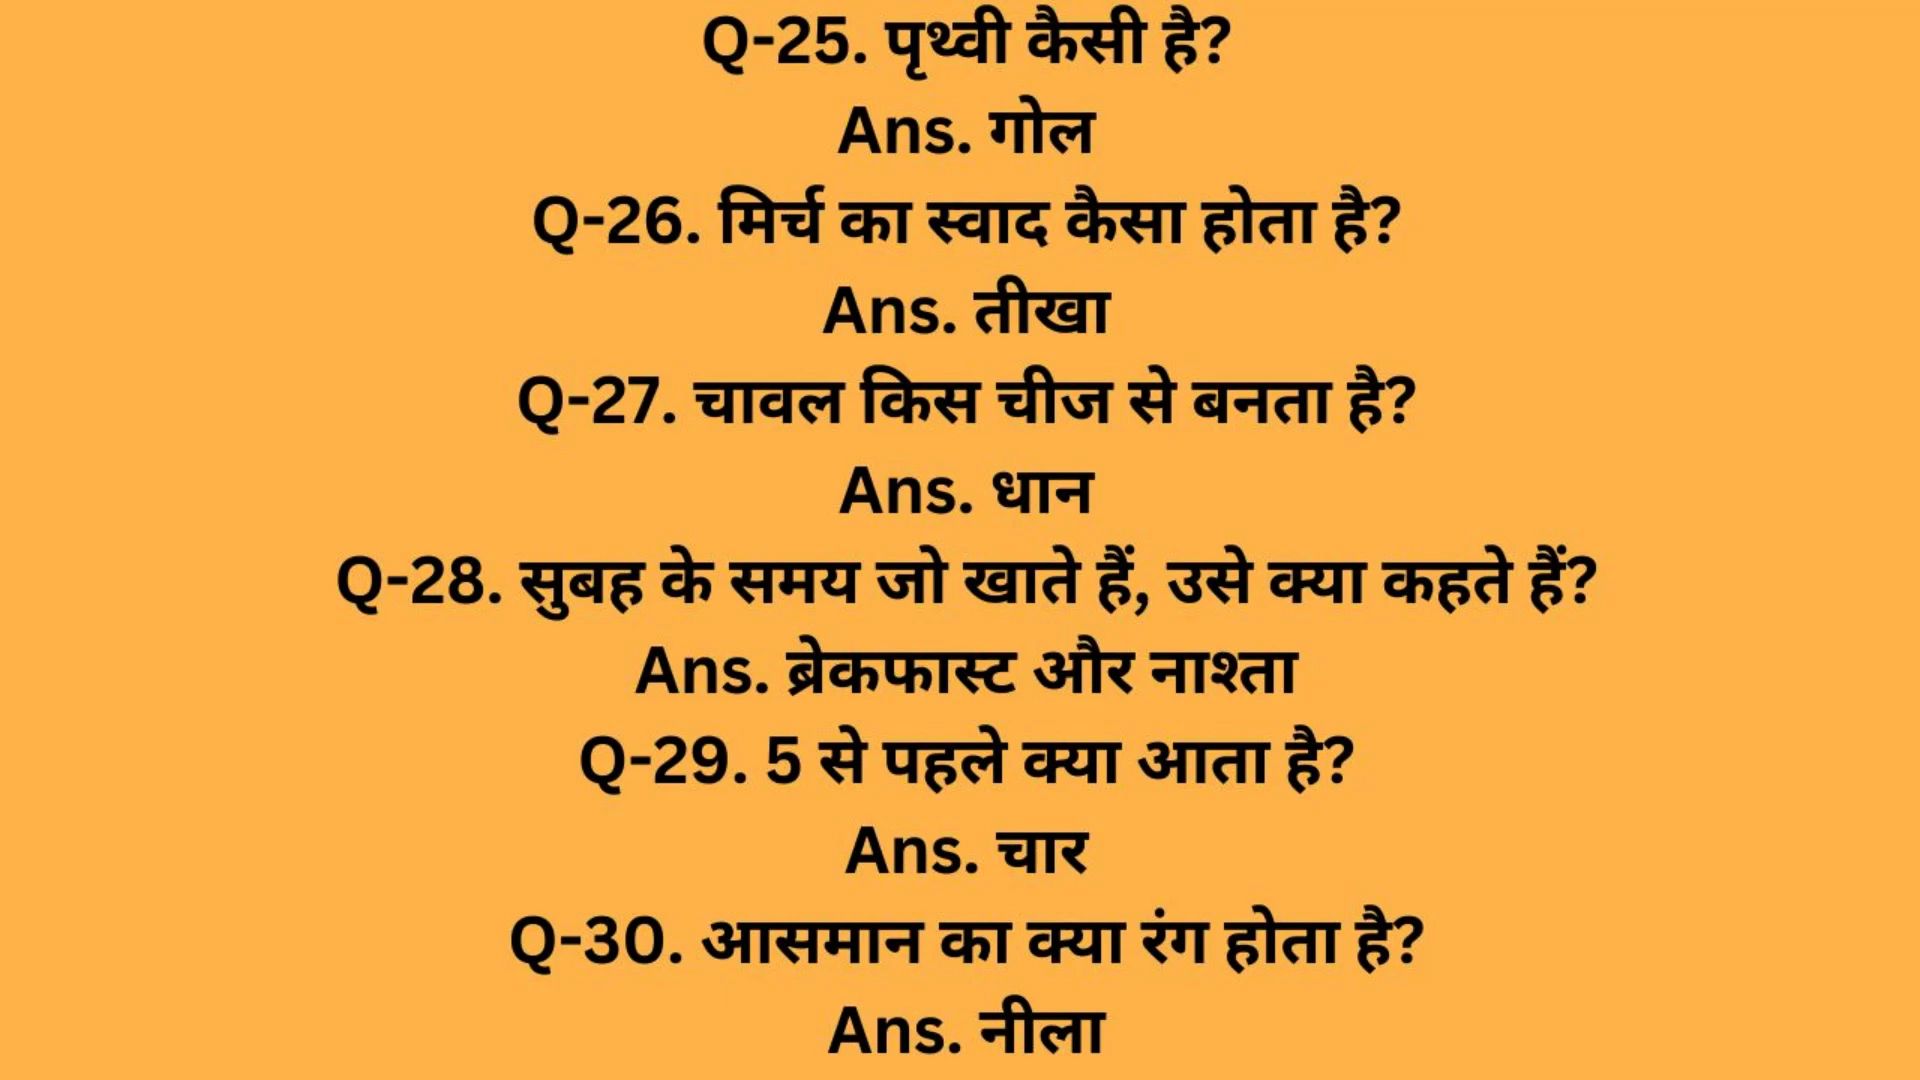 Q-25. पृथ्वी कैसी है?
Ans. गोल
Q-26. मिर्च का स्वाद कैसा होता है?
Ans. तीखा
Q-27. चावल किस चीज से बनता है?
Ans. धान
Q-28. सुबह के समय जो खाते हैं, उसे क्या कहते हैं?
Ans. ब्रेकफास्ट और नाश्ता
Q-29. 5 से पहले क्या आता है?
Ans. चार
Q-30. आसमान का क्या रंग होता है?
Ans. नीला